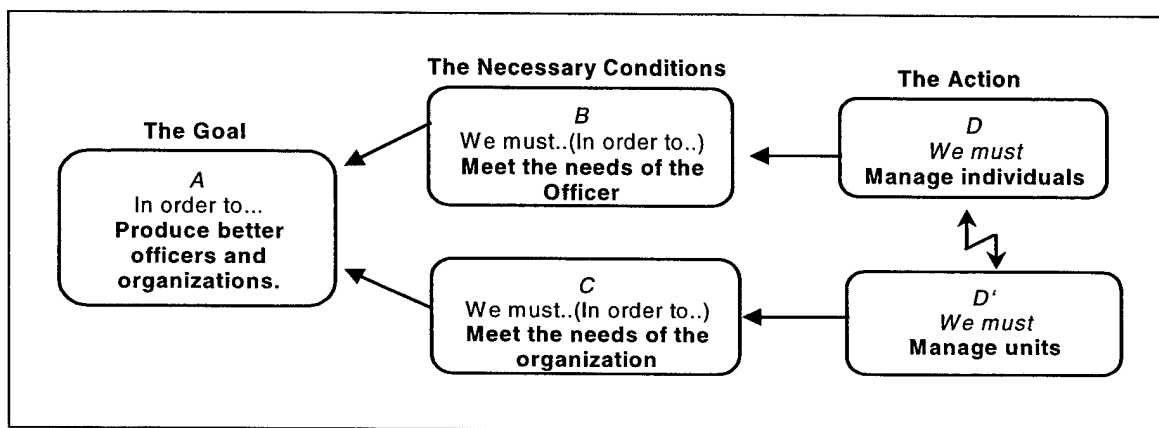 The Goal
A
In order to...
Produce better
officers and
organizations.
The Necessary Conditions
B
We must..(In order to..)
Meet the needs of the
Officer
C
We must..(In order to..)
Meet the needs of the
organization
The Action
D
We must
Manage individuals
D‘
We must
Manage units